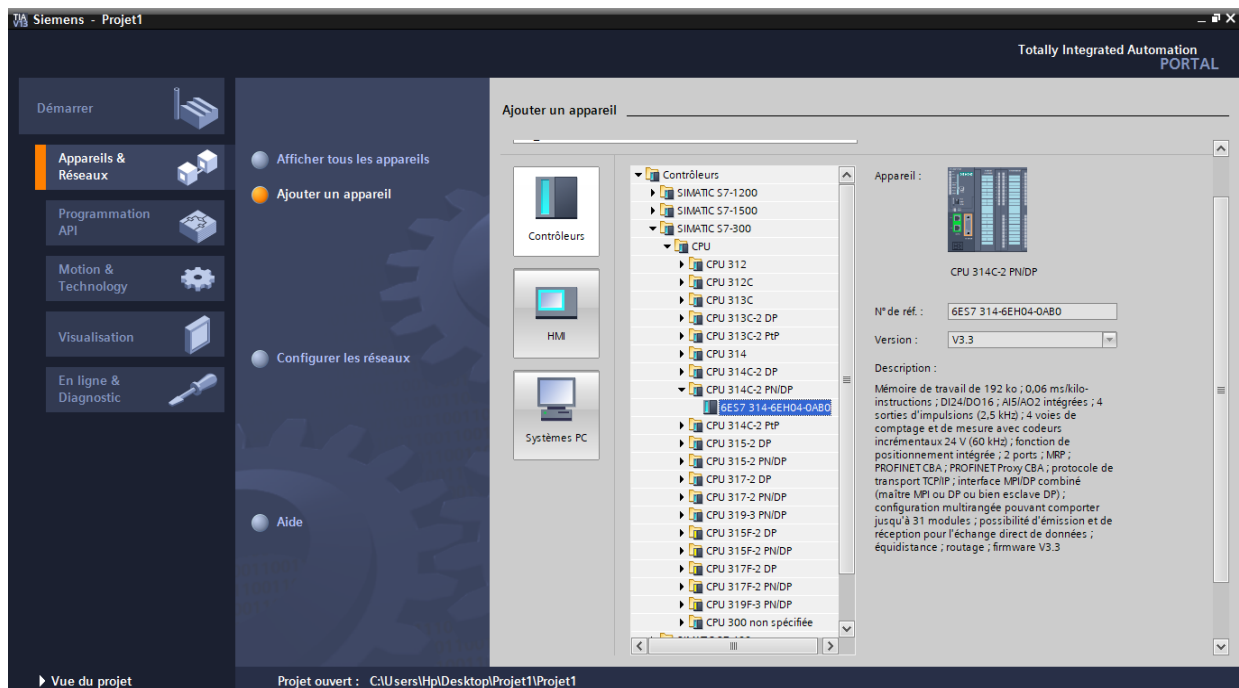 TIA V13 Siemens - Projet1
Totally Integrated Automation
PORTAL
Démarrer
Appareils &
Réseaux
Programmation
API
Motion &
Technology
Visualisation
En ligne &
Diagnostic
Vue du projet
Afficher tous les appareils
Ajouter un appareil
Configurer les réseaux
Aide
Ajouter un appareil
Contrôleurs
HMI
Systèmes PC
Contrôleurs
SIMATIC S7-1200
SIMATIC S7-1500
SIMATIC S7-300
CPU
CPU 312
CPU 312C
CPU 313C
CPU 313C-2 DP
CPU 313C-2 PtP
CPU 314
CPU 314C-2 DP
CPU 314C-2 PN/DP
6ES7 314-6EH04-0AB0
CPU 314C-2 PtP
CPU 315-2 DP
CPU 315-2 PN/DP
CPU 317-2 DP
CPU 317-2 PN/DP
CPU 319-3 PN/DP
CPU 315F-2 DP
CPU 315F-2 PN/DP
CPU 317F-2 DP
CPU 317F-2 PN/DP
CPU 319F-3 PN/DP
CPU 300 non spécifiée
Appareil :
CPU 314C-2 PN/DP
N° de réf. : 6ES7 314-6EH04-0AB0
Version : V3.3
Description :
Mémoire de travail de 192 ko ; 0,06 ms/kilo-
instructions ; DI24/DO16 ; AI5/AO2 intégrées ; 4
sorties d'impulsions (2,5 kHz) ; 4 voies de
comptage et de mesure avec codeurs
incrémentaux 24 V (60 kHz) ; fonction de
positionnement intégrée ; 2 ports ; MRP ;
PROFINET CBA ; PROFINET Proxy CBA ; protocole de
transport TCP/IP ; interface MPI/DP combiné
(maître MPI ou DP ou bien esclave DP) ;
configuration multirangée pouvant comporter
jusqu'à 31 modules ; possibilité d'émission et de
réception pour l'échange direct de données ;
équidistance ; routage ; firmware V3.3
Projet ouvert : C:\Users\Hp\Desktop\Projet1\Projet1